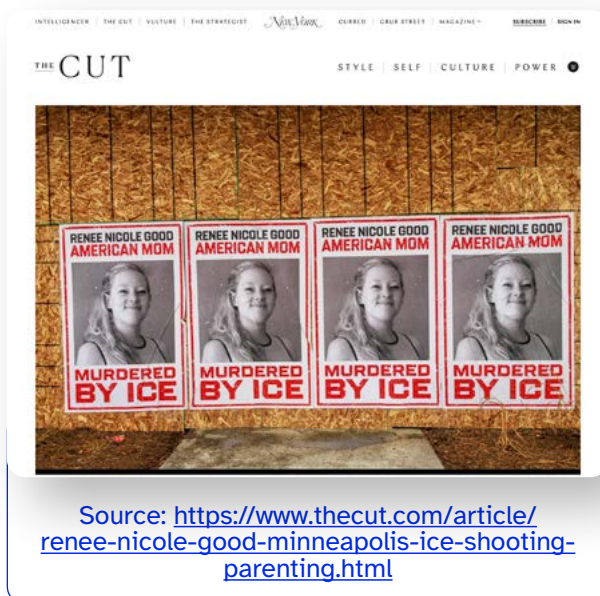 INTELLIGENCER | THE CUT | VULTURE | THE STRATEGIST
New York
CURBED | GRUB STREET | MAGAZINE
SUBSCRIBE | SIGN IN
THE CUT
STYLE | SELF | CULTURE | POWER
RENEE NICOLE GOOD
AMERICAN MOM
MURDERED
BY ICE
RENEE NICOLE GOOD
AMERICAN MOM
MURDERED
BY ICE
RENEE NICOLE GOOD
AMERICAN MOM
MURDERED
BY ICE
RENEE NICOLE GOOD
AMERICAN MOM
MURDERED
BY ICE
Source: https://www.thecut.com/article/
renee-nicole-good-minneapolis-ice-shooting-
parenting.html